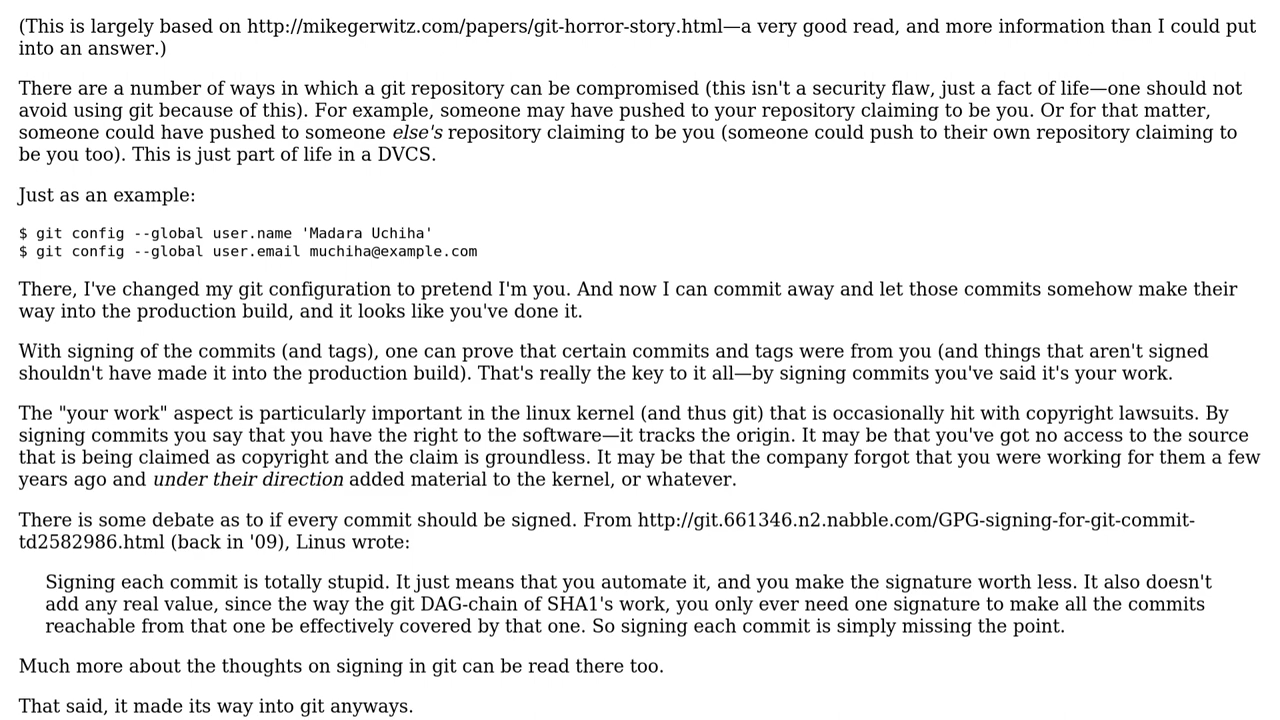 (This is largely based on http://mikegerwitz.com/papers/git-horror-story.html—a very good read, and more information than I could put
into an answer.)
There are a number of ways in which a git repository can be compromised (this isn't a security flaw, just a fact of life—one should not
avoid using git because of this). For example, someone may have pushed to your repository claiming to be you. Or for that matter,
someone could have pushed to someone else's repository claiming to be you (someone could push to their own repository claiming to
be you too). This is just part of life in a DVCS.
Just as an example:
$ git config --global user.name 'Madara Uchiha'
$ git config --global user.email muchiha@example.com
There, I've changed my git configuration to pretend I'm you. And now I can commit away and let those commits somehow make their
way into the production build, and it looks like you've done it.
With signing of the commits (and tags), one can prove that certain commits and tags were from you (and things that aren't signed
shouldn't have made it into the production build). That's really the key to it all—by signing commits you've said it's your work.
The "your work" aspect is particularly important in the linux kernel (and thus git) that is occasionally hit with copyright lawsuits. By
signing commits you say that you have the right to the software—it tracks the origin. It may be that you've got no access to the source
that is being claimed as copyright and the claim is groundless. It may be that the company forgot that you were working for them a few
years ago and under their direction added material to the kernel, or whatever.
There is some debate as to if every commit should be signed. From http://git.661346.n2.nabble.com/GPG-signing-for-git-commit-
td2582986.html (back in '09), Linus wrote:
Signing each commit is totally stupid. It just means that you automate it, and you make the signature worth less. It also doesn't
add any real value, since the way the git DAG-chain of SHA1's work, you only ever need one signature to make all the commits
reachable from that one be effectively covered by that one. So signing each commit is simply missing the point.
Much more about the thoughts on signing in git can be read there too.
That said, it made its way into git anyways.